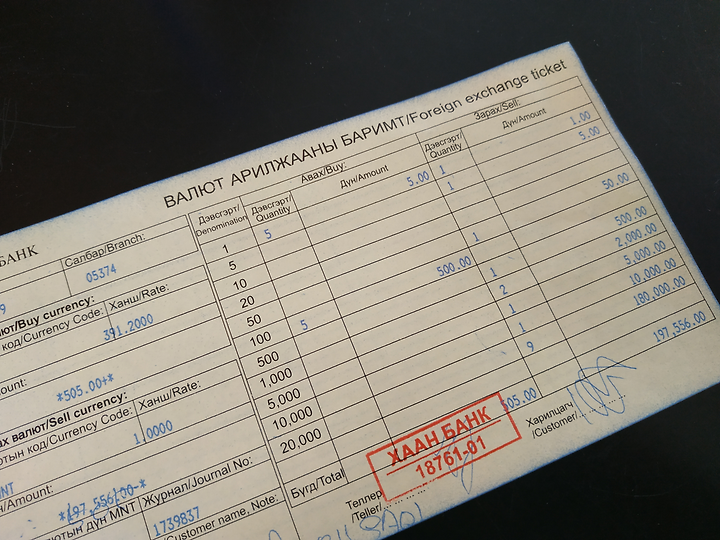 ВАЛЮТ АРИЛЖААНЫ БАРИМТ/Foreign exchange ticket
БАНК
Салбар/Branch:
9
05374
Buy currency:
Ханш/Rate:
код/Currency Code:
391.2000
*505.00+*
валют/Sell currency:
Ханш/Rate:
код/Currency Code:
1.0000
/Amount:
дүн MNT
Журнал/Journal No:
1739837
/Customer name, Note:
Дэвсгэрт/Denomination
Авах/Buy:
Зарах/Sell:
Дэвсгэрт/Quantity
Дүн/Amount
Дэвсгэрт/Quantity
Дүн/Amount
1 5 5.00 1 1.00
5 1 5.00
10
20
50 1 50.00
100 5 500.00
500 1 500.00
1,000 2 2,000.00
5,000 1 5,000.00
10,000 1 10,000.00
20,000 9 180,000.00
Бүгд/Total 505.00 197,556.00
ХААН БАНК
18761-01
Теллер
/Teller/
Харилцагч
/Customer/